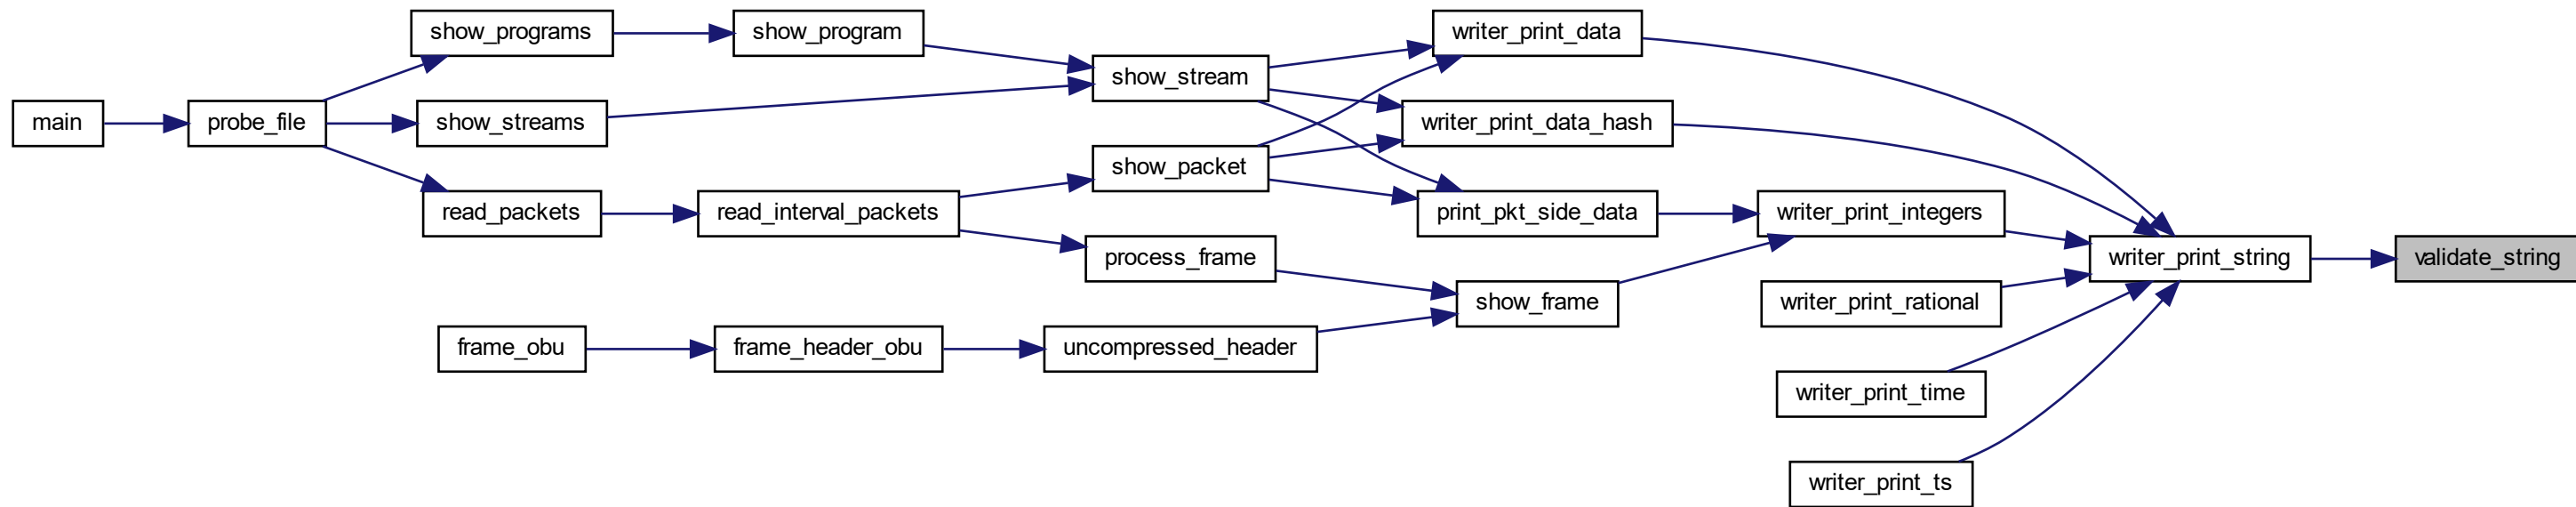 main
probe_file
show_programs
show_streams
read_packets
frame_obu
show_program
read_interval_packets
frame_header_obu
show_stream
show_packet
process_frame
uncompressed_header
writer_print_data
writer_print_data_hash
print_pkt_side_data
show_frame
writer_print_integers
writer_print_rational
writer_print_time
writer_print_ts
writer_print_string
validate_string